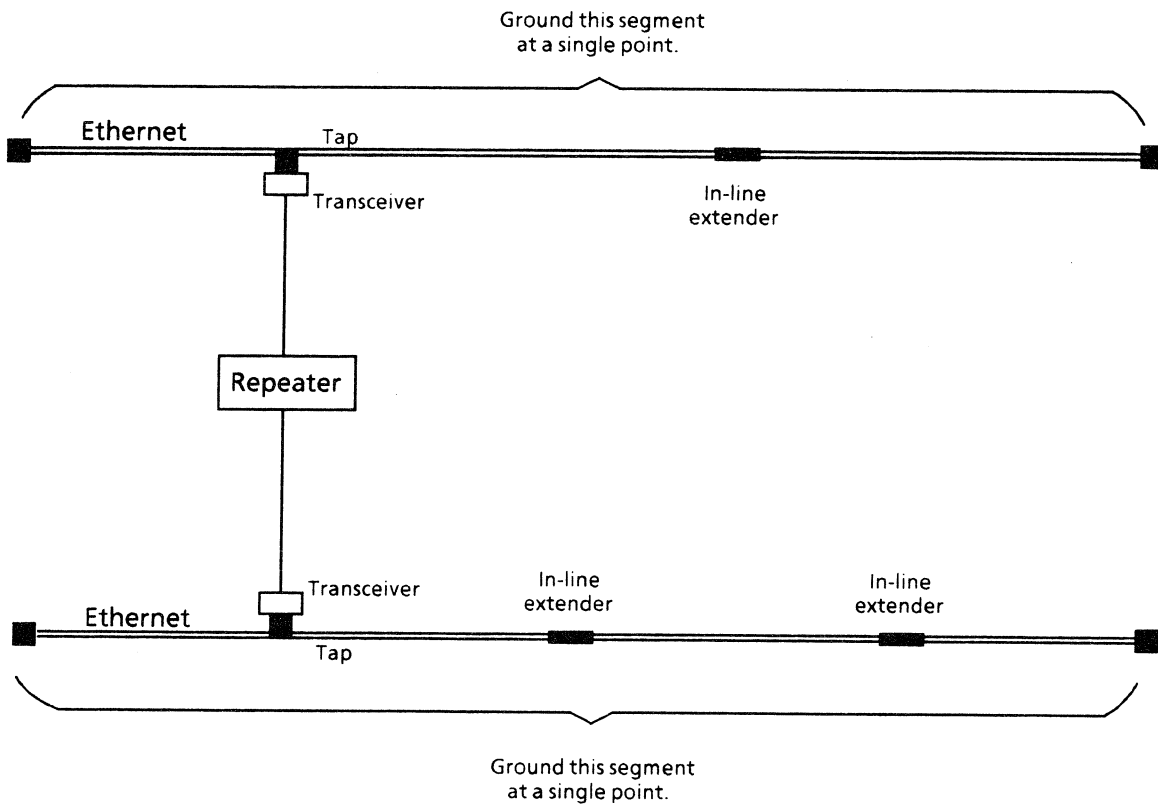 Ground this segment
at a single point.
Ethernet
Tap
Transceiver
In-line
extender
Repeater
Transceiver
In-line
extender
In-line
extender
Ethernet
Tap
Ground this segment
at a single point.